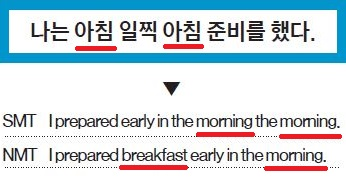 나는 아침 일찍 아침 준비를 했다.
SMT I prepared early in the morning the morning.
NMT I prepared breakfast early in the morning.